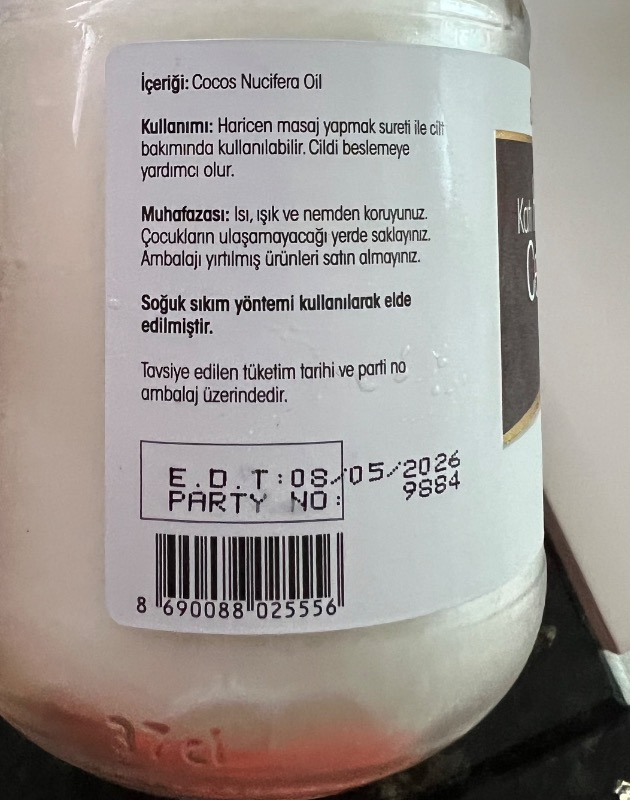 İçeriği: Cocos Nucifera Oil
Kullanımı: Haricen masaj yapmak sureti ile cilt
bakımında kullanılabilir. Cildi beslemeye
yardımcı olur.
Muhafazası: Isı, ışık ve nemden koruyunuz.
Çocukların ulaşamayacağı yerde saklayınız.
Ambalajı yırtılmış ürünleri satın almayınız.
Soğuk sıkım yöntemi kullanılarak elde
edilmiştir.
Tavsiye edilen tüketim tarihi ve parti no
ambalaj üzerindedir.
E.D.T:08/05/2026
PARTY NO: 9884
8 690088 025556
37cl